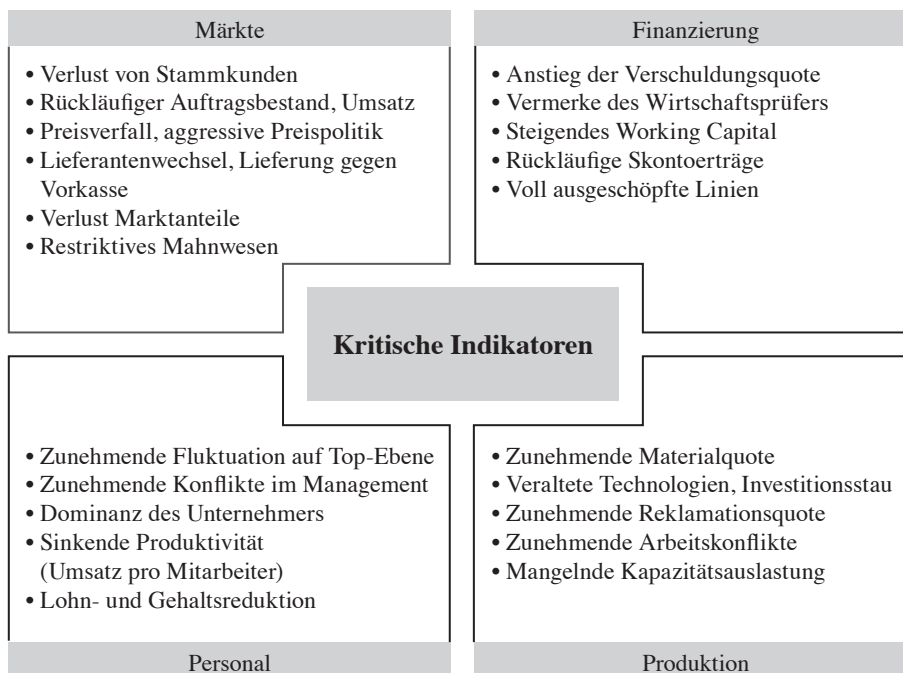 Märkte
• Verlust von Stammkunden
• Rückläufiger Auftragsbestand, Umsatz
• Preisverfall, aggressive Preispolitik
• Lieferantenwechsel, Lieferung gegen
Vorkasse
• Verlust Marktanteile
• Restriktives Mahnwesen
Finanzierung
• Anstieg der Verschuldungsquote
• Vermerke des Wirtschaftsprüfers
• Steigendes Working Capital
• Rückläufige Skontoerträge
• Voll ausgeschöpfte Linien
Kritische Indikatoren
• Zunehmende Fluktuation auf Top-Ebene
• Zunehmende Konflikte im Management
• Dominanz des Unternehmers
• Sinkende Produktivität
(Umsatz pro Mitarbeiter)
• Lohn- und Gehaltsreduktion
Personal
• Zunehmende Materialquote
• Veraltete Technologien, Investitionsstau
• Zunehmende Reklamationsquote
• Zunehmende Arbeitskonflikte
• Mangelnde Kapazitätsauslastung
Produktion